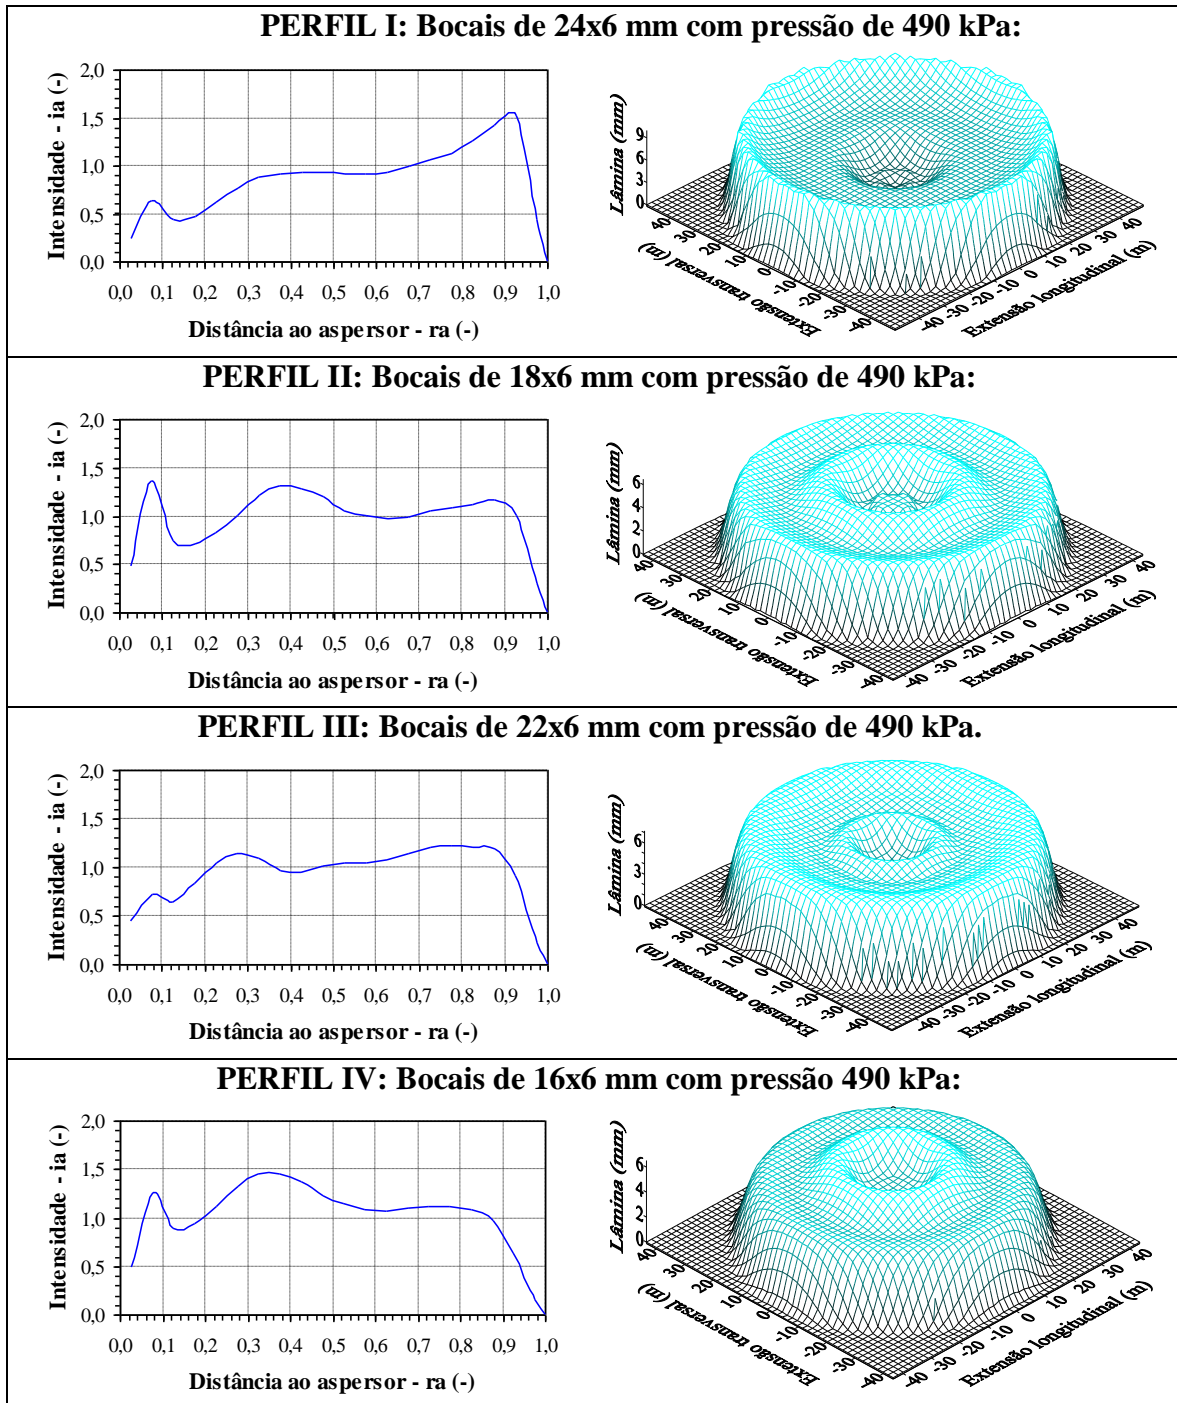 PERFIL I: Bocais de 24x6 mm com pressão de 490 kPa:
Intensidade - ia (-)
2,0
1,5
1,0
0,5
0,0
0,0 0,1 0,2 0,3 0,4 0,5 0,6 0,7 0,8 0,9 1,0
Distância ao aspersor - ra (-)
Lâmina (mm)
9
6
3
0
40 30 20 10 0 -10 -20 -30 -40
Extensão transversal (m)
-40 -30 -20 -10 0 10 20 30 40
Extensão longitudinal (m)
PERFIL II: Bocais de 18x6 mm com pressão de 490 kPa:
Intensidade - ia (-)
2,0
1,5
1,0
0,5
0,0
0,0 0,1 0,2 0,3 0,4 0,5 0,6 0,7 0,8 0,9 1,0
Distância ao aspersor - ra (-)
Lâmina (mm)
6
4
2
0
40 30 20 10 0 -10 -20 -30 -40
Extensão transversal (m)
-40 -30 -20 -10 0 10 20 30 40
Extensão longitudinal (m)
PERFIL III: Bocais de 22x6 mm com pressão de 490 kPa.
Intensidade - ia (-)
2,0
1,5
1,0
0,5
0,0
0,0 0,1 0,2 0,3 0,4 0,5 0,6 0,7 0,8 0,9 1,0
Distância ao aspersor - ra (-)
Lâmina (mm)
6
3
0
40 30 20 10 0 -10 -20 -30 -40
Extensão transversal (m)
-40 -30 -20 -10 0 10 20 30 40
Extensão longitudinal (m)
PERFIL IV: Bocais de 16x6 mm com pressão 490 kPa:
Intensidade - ia (-)
2,0
1,5
1,0
0,5
0,0
0,0 0,1 0,2 0,3 0,4 0,5 0,6 0,7 0,8 0,9 1,0
Distância ao aspersor - ra (-)
Lâmina (mm)
6
4
2
0
40 30 20 10 0 -10 -20 -30 -40
Extensão transversal (m)
-40 -30 -20 -10 0 10 20 30 40
Extensão longitudinal (m)